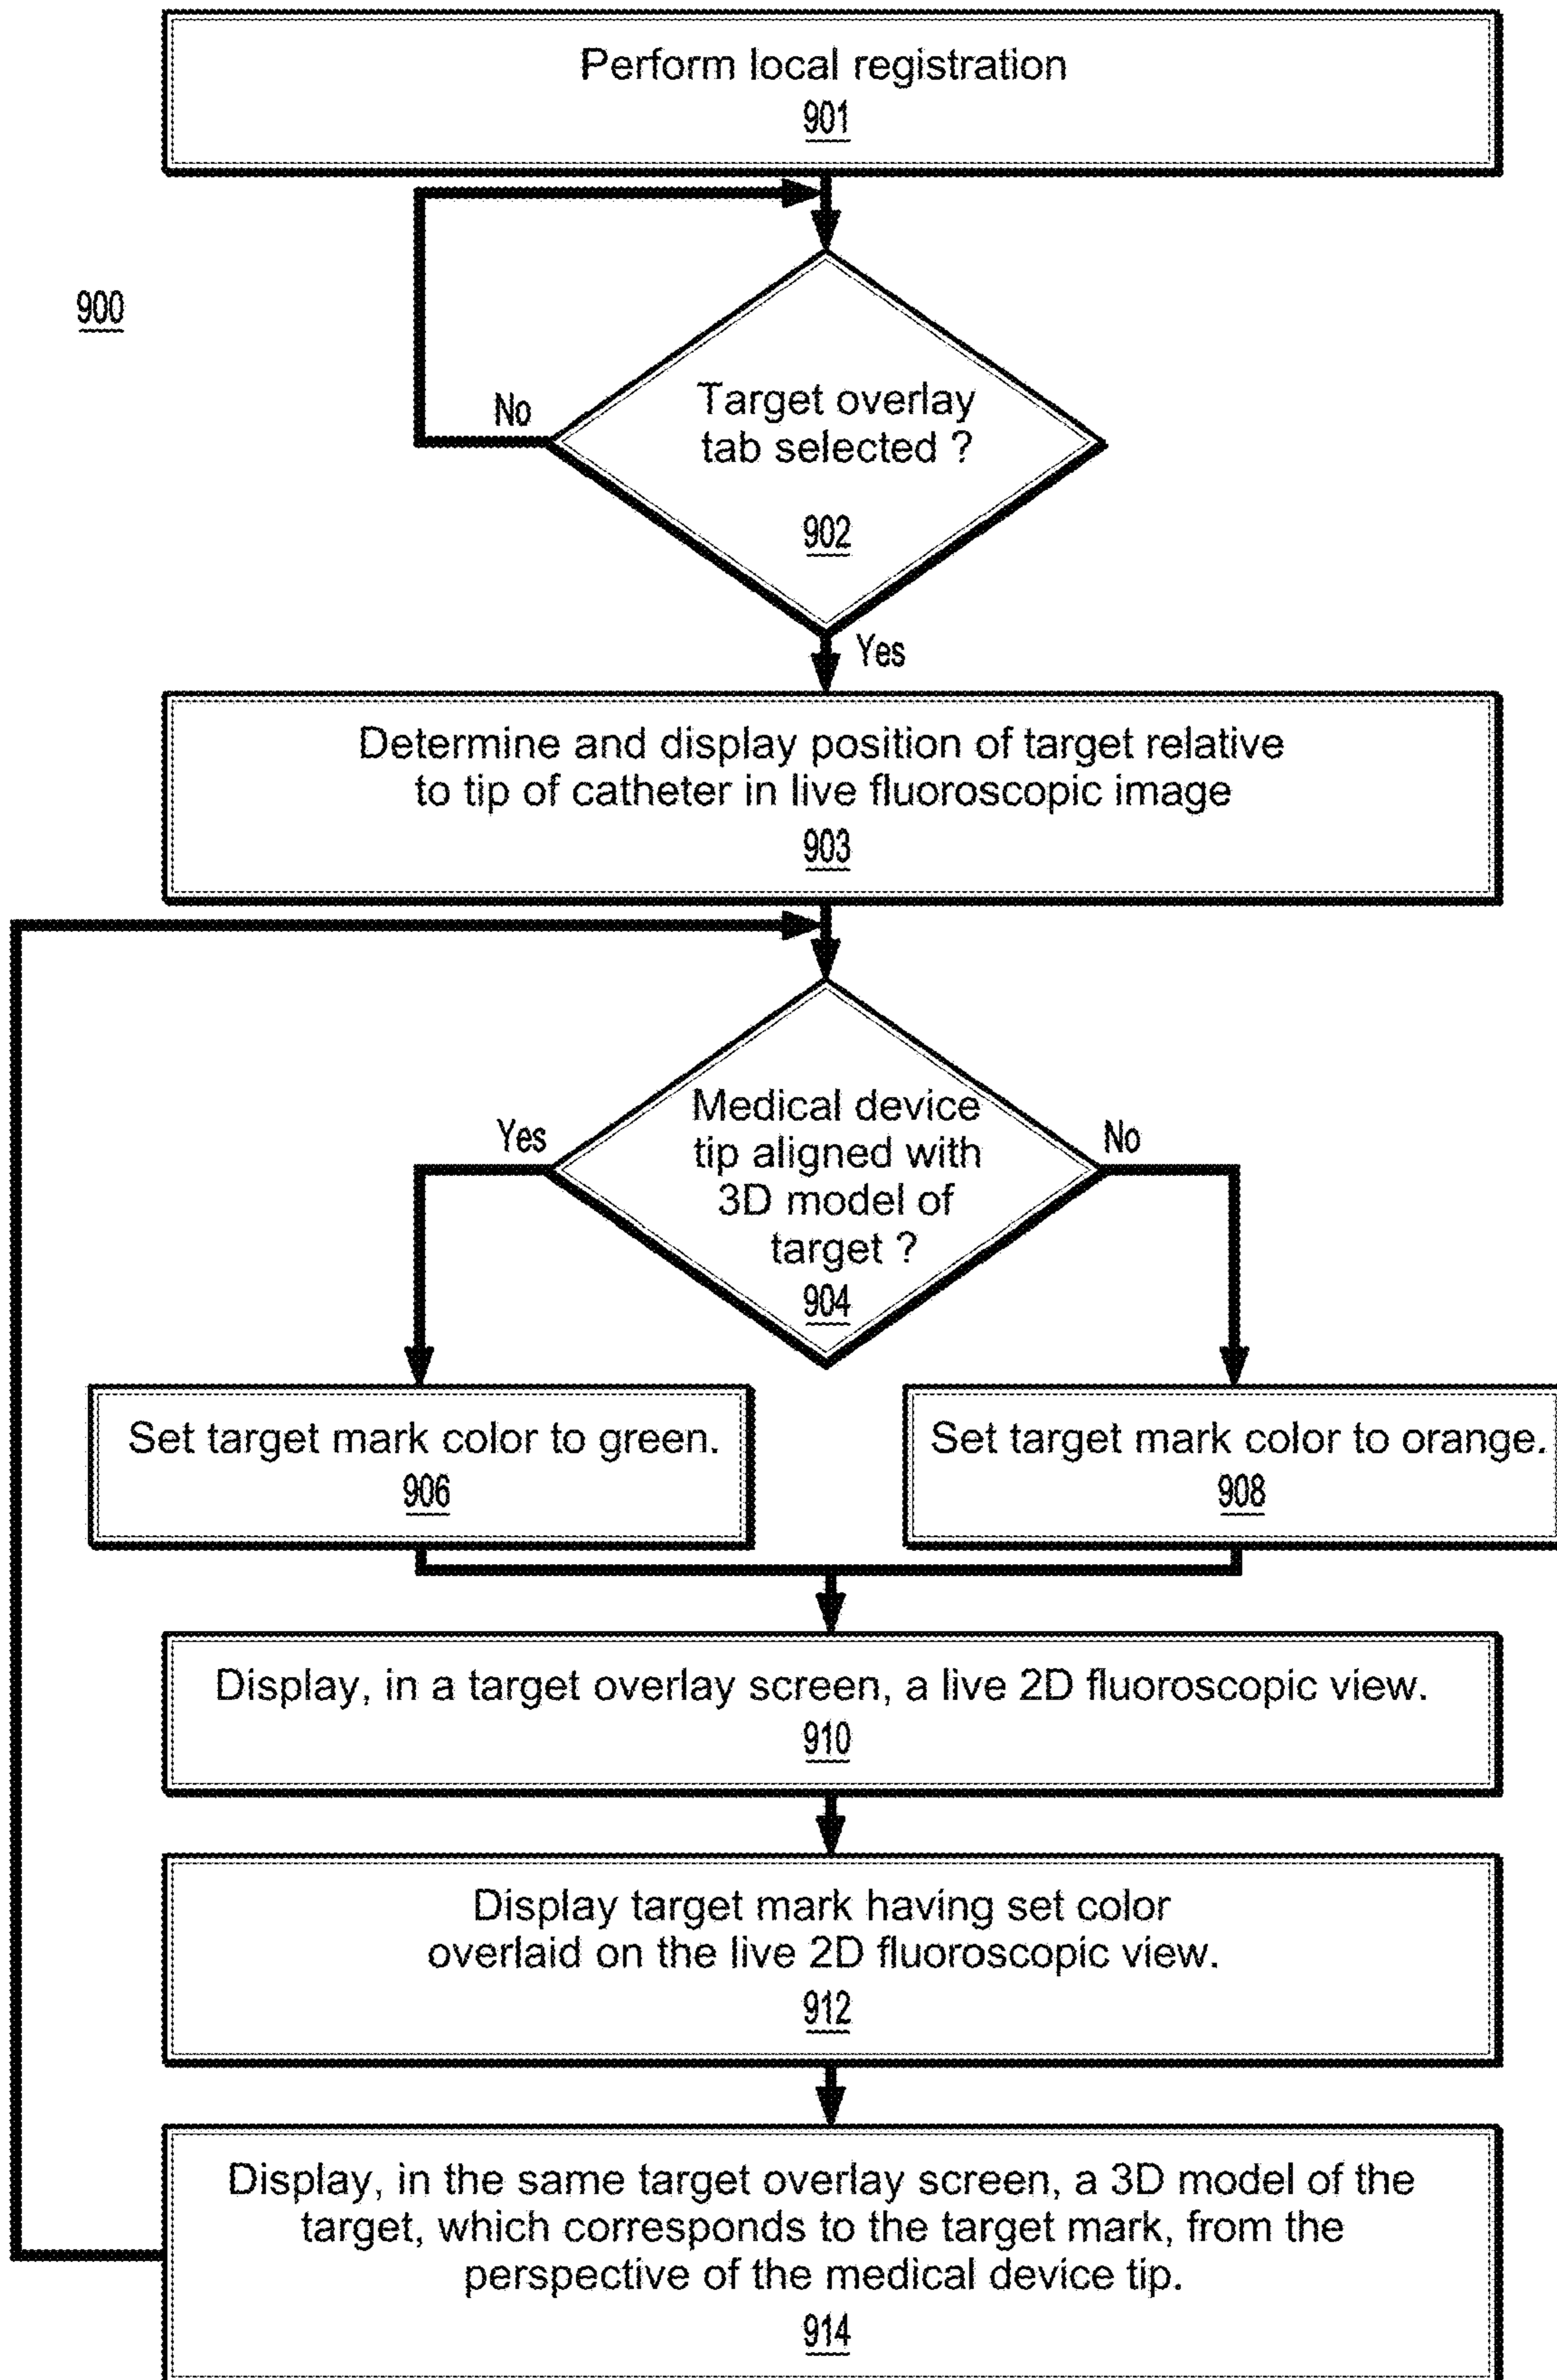 Perform local registration
901
900
No
Target overlay
tab selected ?
902
Yes
Determine and display position of target relative
to tip of catheter in live fluoroscopic image
903
Yes
Medical device
tip aligned with
3D model of
target ?
904
No
Set target mark color to green.
906
Set target mark color to orange.
908
Display, in a target overlay screen, a live 2D fluoroscopic view.
910
Display target mark having set color
overlaid on the live 2D fluoroscopic view.
912
Display, in the same target overlay screen, a 3D model of the
target, which corresponds to the target mark, from the
perspective of the medical device tip.
914